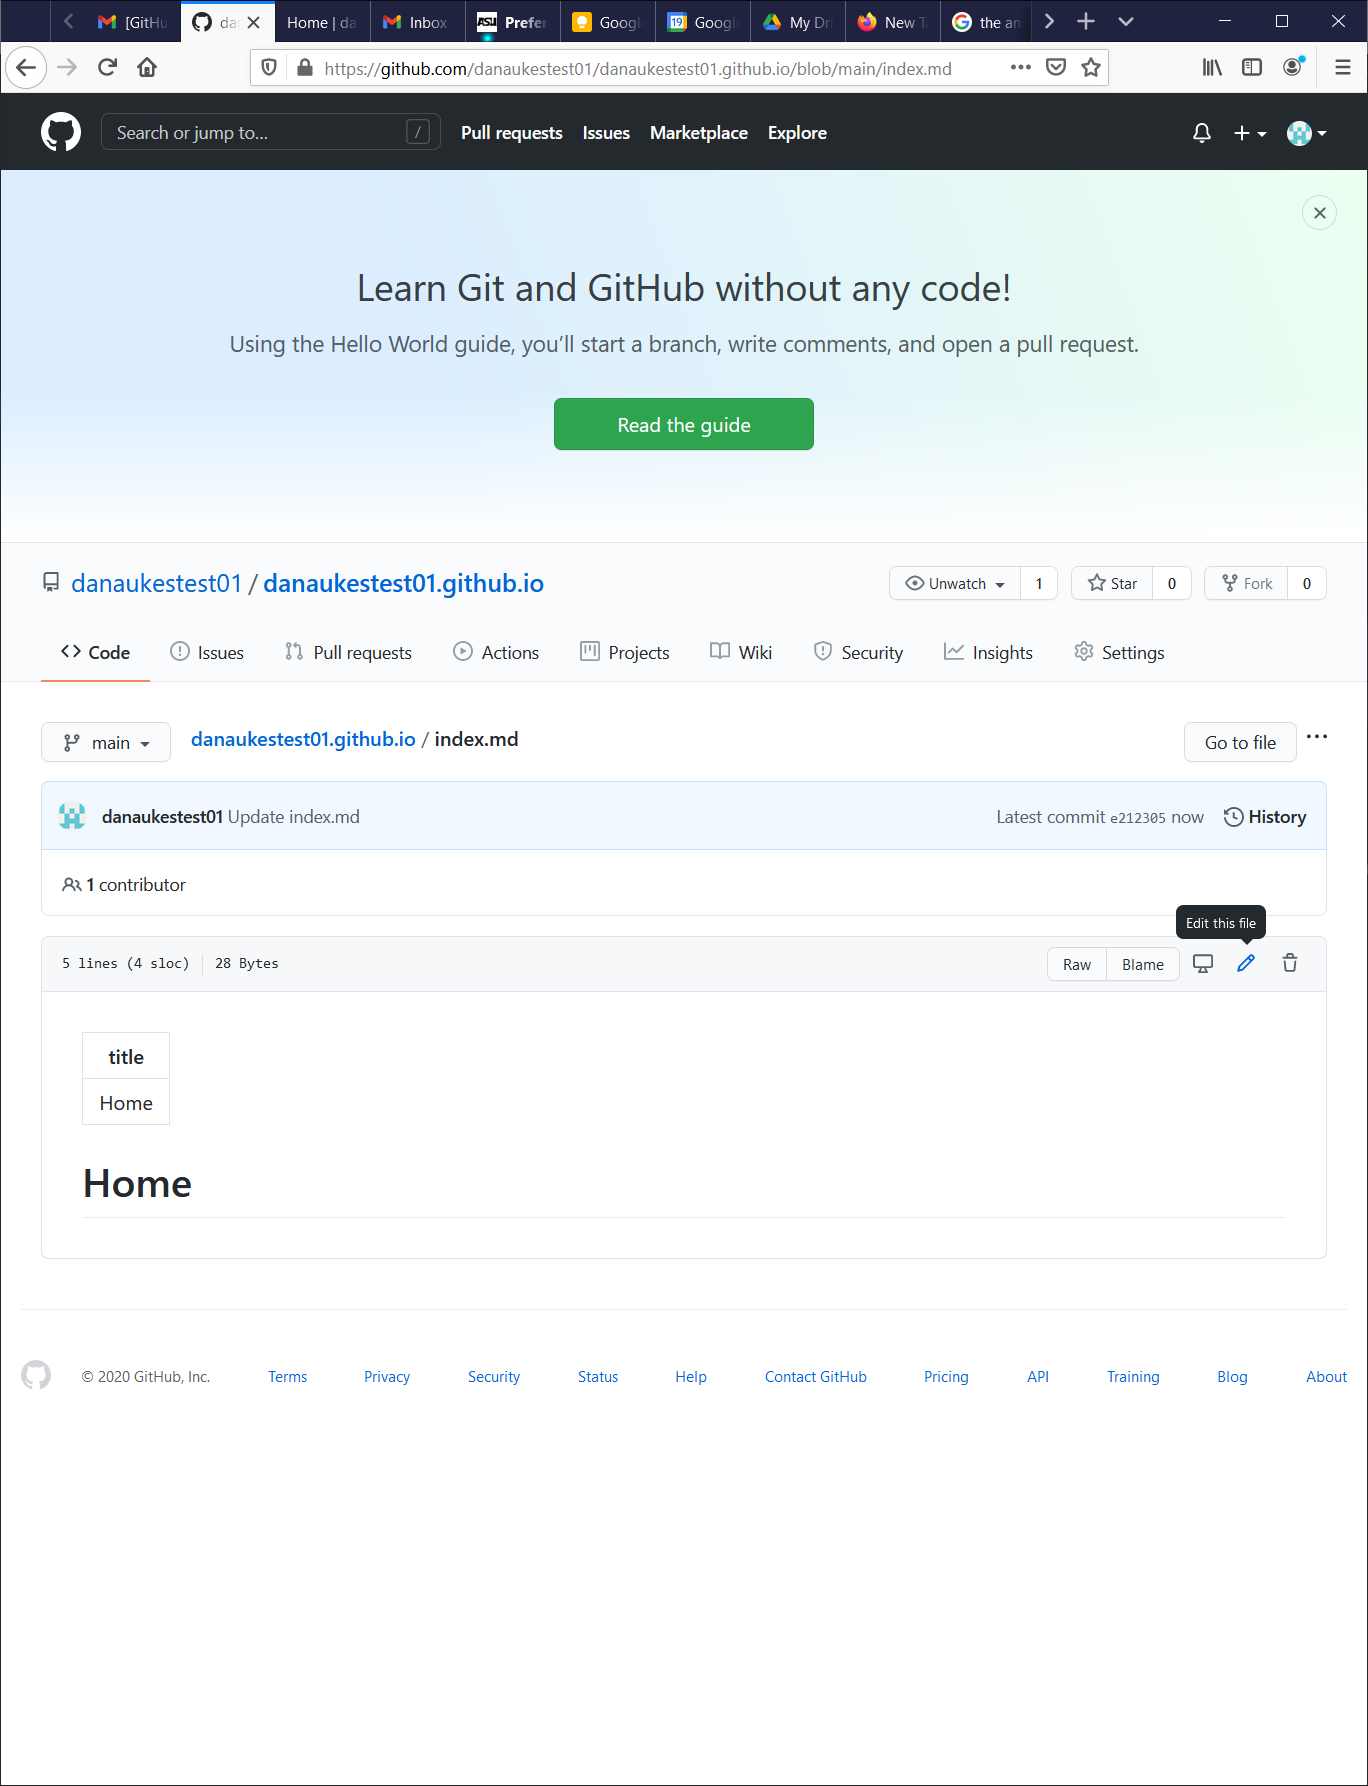 [GitHu
da
Home | da
Inbox
ASU Prefer
Google
19 Google
My Dri
New T
the an
https://github.com/danaukestest01/danaukestest01.github.io/blob/main/index.md
Search or jump to... /
Pull requests Issues Marketplace Explore
Learn Git and GitHub without any code!
Using the Hello World guide, you’ll start a branch, write comments, and open a pull request.
Read the guide
danaukestest01 / danaukestest01.github.io
Unwatch 1 Star 0 Fork 0
Code Issues Pull requests Actions Projects Wiki Security Insights Settings
main danaukestest01.github.io / index.md Go to file
danaukestest01 Update index.md Latest commit e212305 now History
1 contributor
Edit this file
5 lines (4 sloc) 28 Bytes Raw Blame
title
Home
Home
© 2020 GitHub, Inc. Terms Privacy Security Status Help Contact GitHub Pricing API Training Blog About